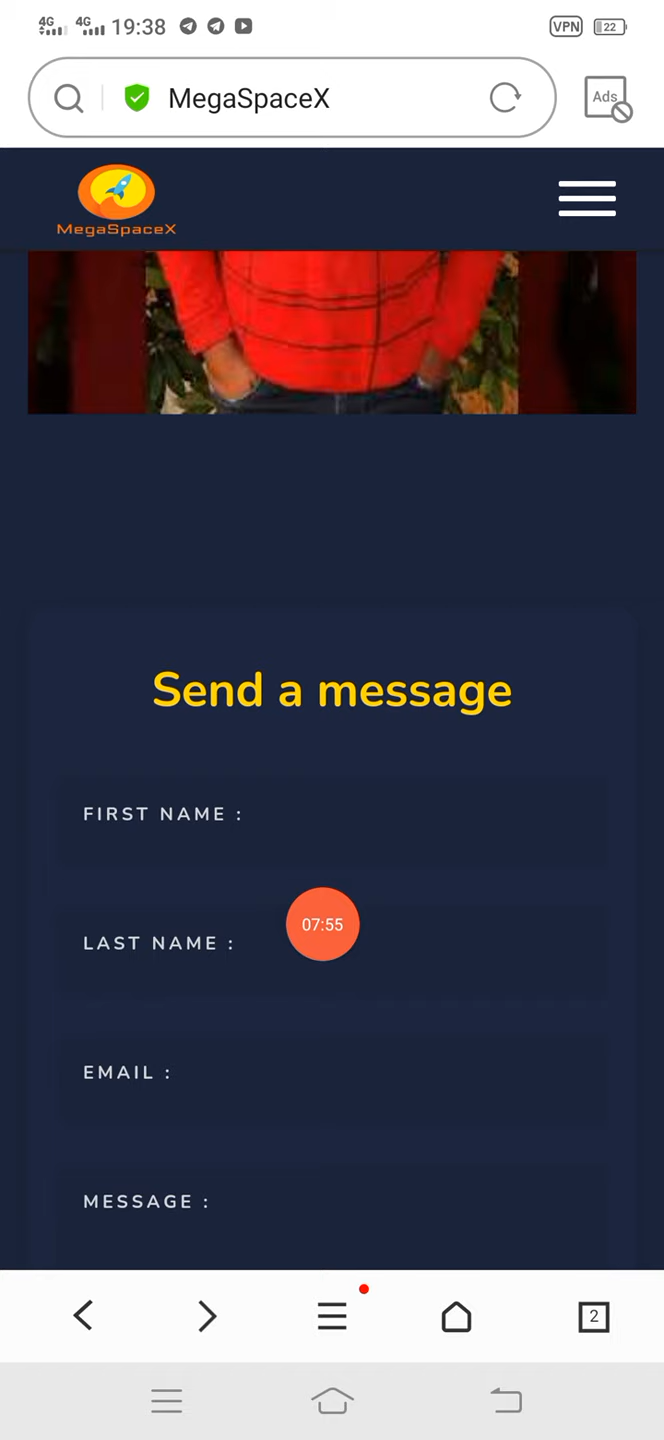 4G 4G 19:38 VPN 22
MegaSpaceX Ads
MegaSpaceX
Send a message
FIRST NAME :
07:55
LAST NAME :
EMAIL :
MESSAGE :
2